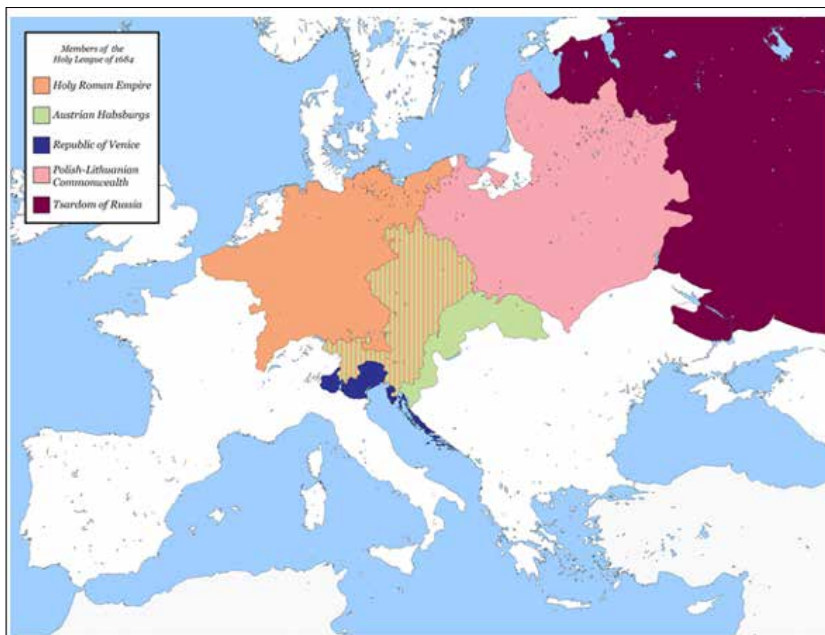 Members of the
Holy League of 1684
Holy Roman Empire
Austrian Habsburgs
Republic of Venice
Polish-Lithuanian
Commonwealth
Tsardom of Russia